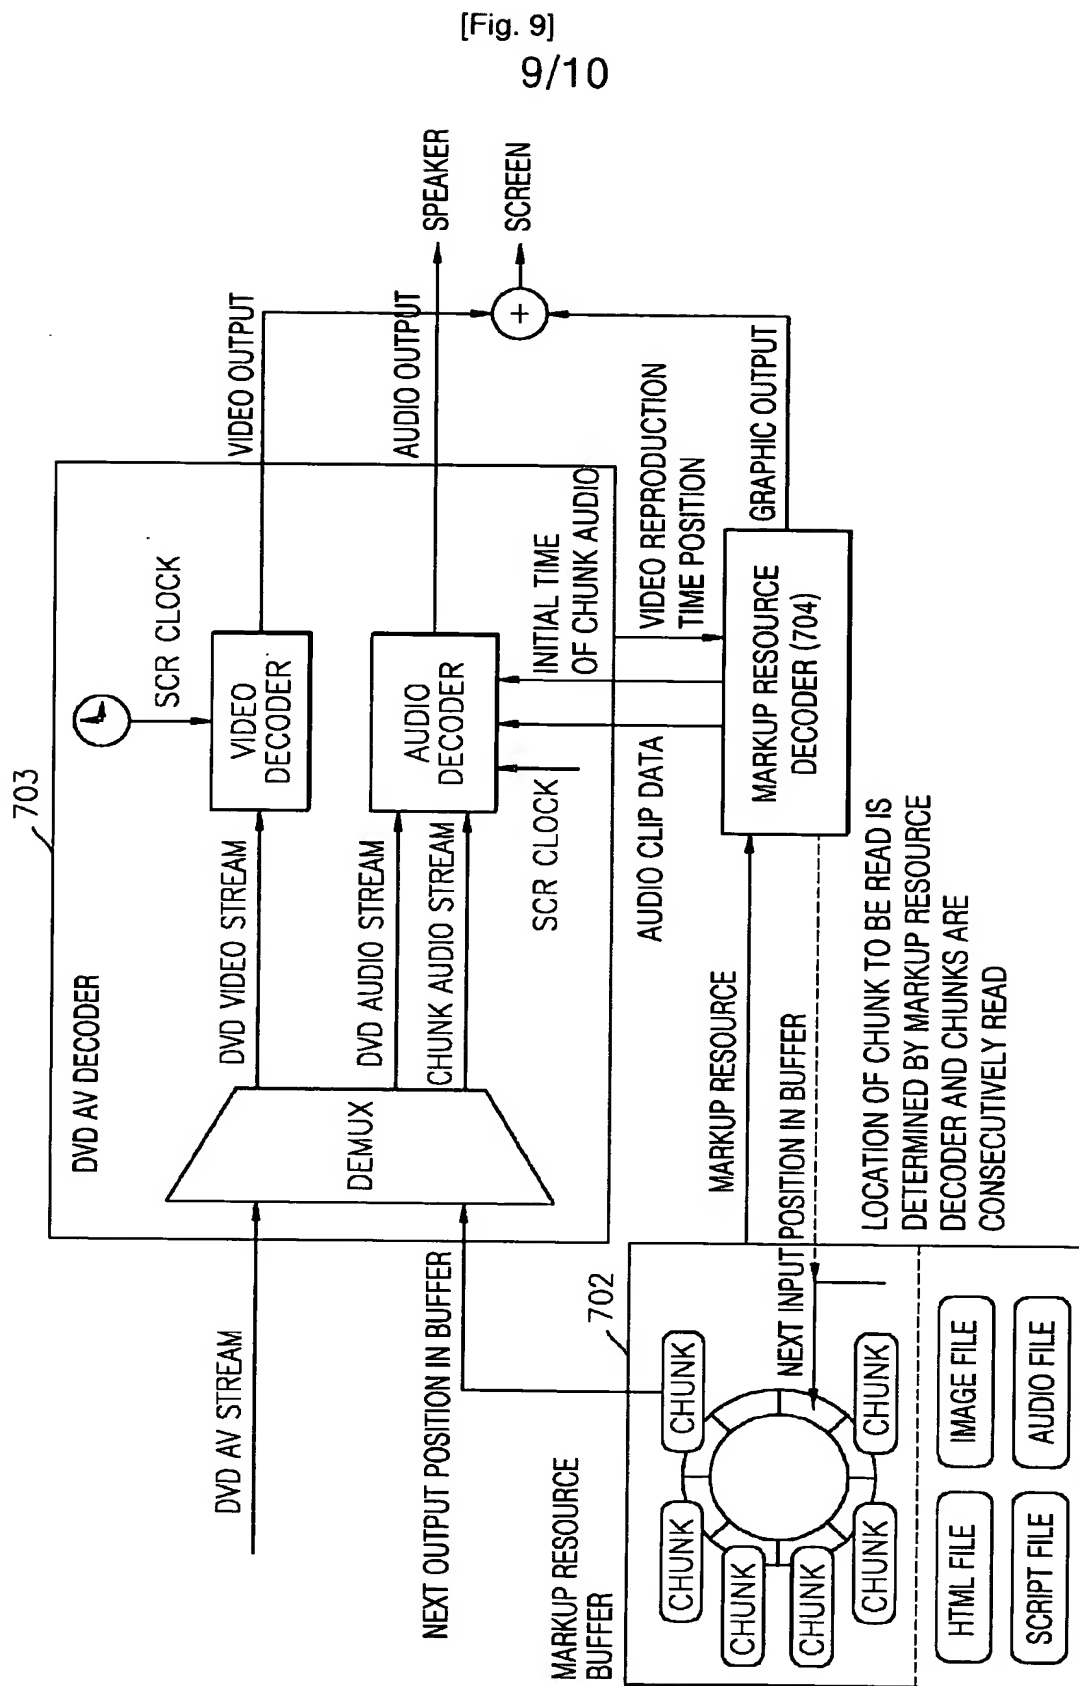 [Fig. 9]
9/10
703
DVD AV DECODER
SCR CLOCK
VIDEO OUTPUT
SPEAKER
AUDIO OUTPUT
SCREEN
+
DVD VIDEO STREAM
VIDEO
DECODER
DVD AV STREAM
DEMUX
DVD AUDIO STREAM
CHUNK AUDIO STREAM
AUDIO
DECODER
SCR CLOCK
INITIAL TIME
OF CHUNK AUDIO
VIDEO REPRODUCTION
TIME POSITION
AUDIO CLIP DATA
GRAPHIC OUTPUT
NEXT OUTPUT POSITION IN BUFFER
MARKUP RESOURCE
MARKUP RESOURCE
DECODER (704)
MARKUP RESOURCE
BUFFER
702
NEXT INPUT POSITION IN BUFFER
CHUNK
CHUNK
CHUNK
CHUNK
CHUNK
CHUNK
LOCATION OF CHUNK TO BE READ IS
DETERMINED BY MARKUP RESOURCE
DECODER AND CHUNKS ARE
CONSECUTIVELY READ
HTML FILE
IMAGE FILE
SCRIPT FILE
AUDIO FILE